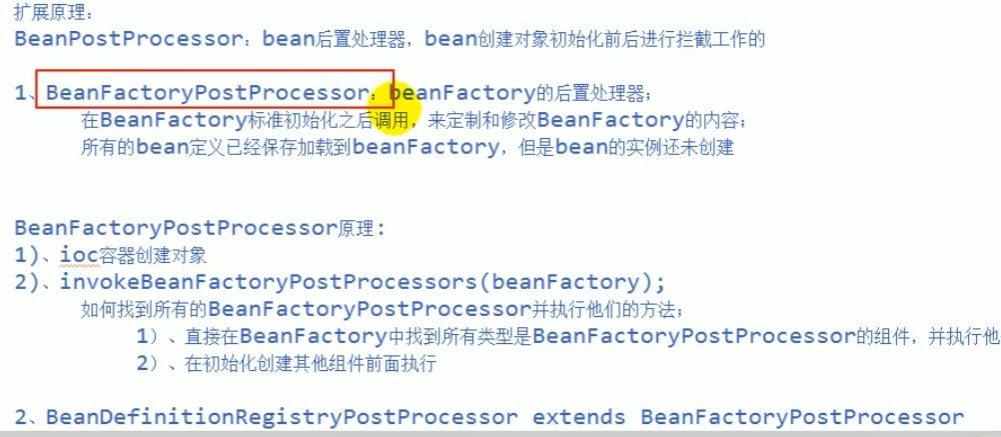 扩展原理：
BeanPostProcessor：bean后置处理器，bean创建对象初始化前后进行拦截工作的
1、BeanFactoryPostProcessor：beanFactory的后置处理器；
在BeanFactory标准初始化之后调用，来定制和修改BeanFactory的内容；
所有的bean定义已经保存加载到beanFactory，但是bean的实例还未创建
BeanFactoryPostProcessor原理:
1)、ioc容器创建对象
2)、invokeBeanFactoryPostProcessors(beanFactory);
如何找到所有的BeanFactoryPostProcessor并执行他们的方法；
1）、直接在BeanFactory中找到所有类型是BeanFactoryPostProcessor的组件，并执行他
2）、在初始化创建其他组件前面执行
2、BeanDefinitionRegistryPostProcessor extends BeanFactoryPostProcessor